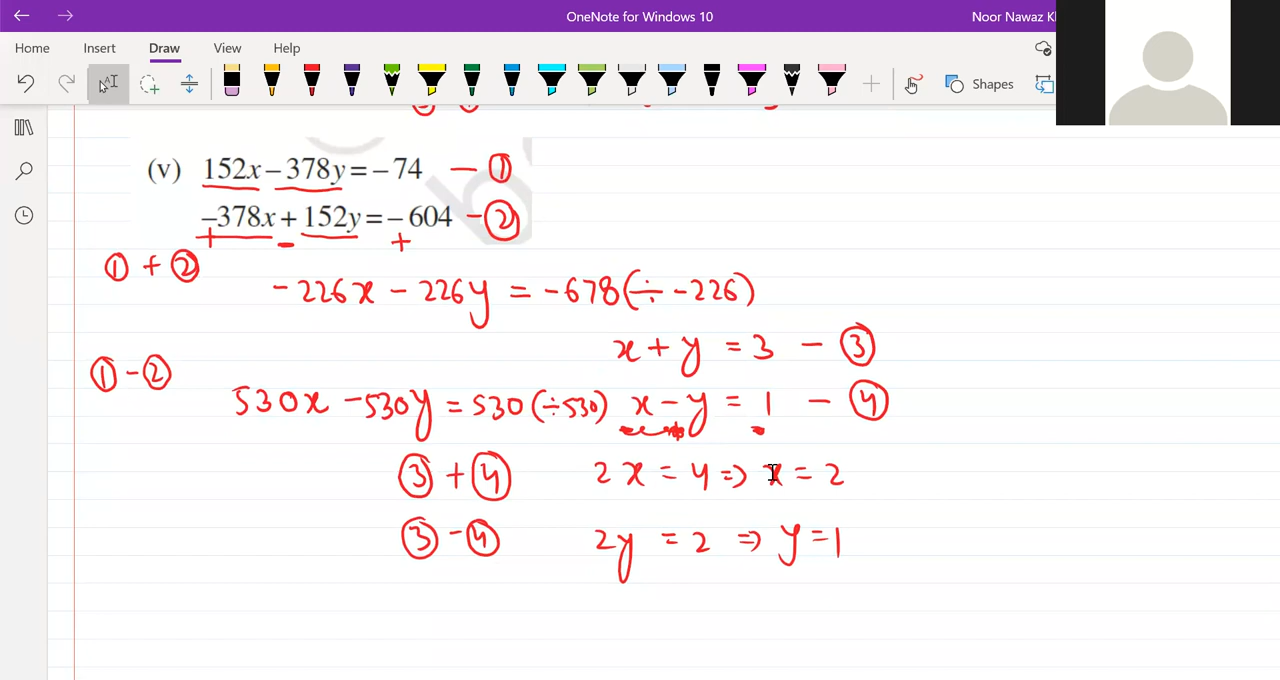 OneNote for Windows 10
Noor Nawaz Kh
Home Insert Draw View Help
Shapes
(v) 152x – 378y = – 74 — ①
–378x + 152y = – 604 – ②
+ - +
① + ②
- 226x - 226y = -678 (÷ -226)
x + y = 3 - ③
① - ②
530x - 530y = 530 (÷530) x - y = 1 - ④
- + -
③ + ④ 2x = 4 => x = 2
③ - ④ 2y = 2 => y = 1